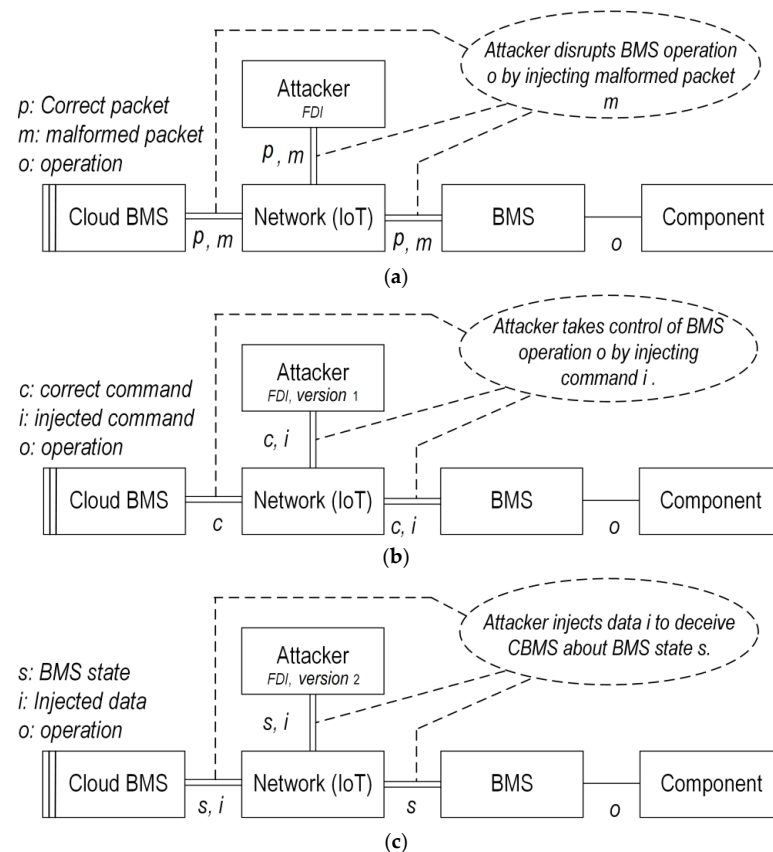 Attacker disrupts BMS operation
o by injecting malformed packet
m
Attacker
FDI
p: Correct packet
m: malformed packet
o: operation
p, m
Cloud BMS
Network (IoT)
BMS
Component
p, m
p, m
o
(a)
Attacker takes control of BMS
operation o by injecting
command i .
Attacker
FDI, version 1
c: correct command
i: injected command
o: operation
c, i
Cloud BMS
Network (IoT)
BMS
Component
c
c, i
o
(b)
Attacker injects data i to deceive
CBMS about BMS state s.
Attacker
FDI, version 2
s: BMS state
i: Injected data
o: operation
s, i
Cloud BMS
Network (IoT)
BMS
Component
s, i
s
o
(c)